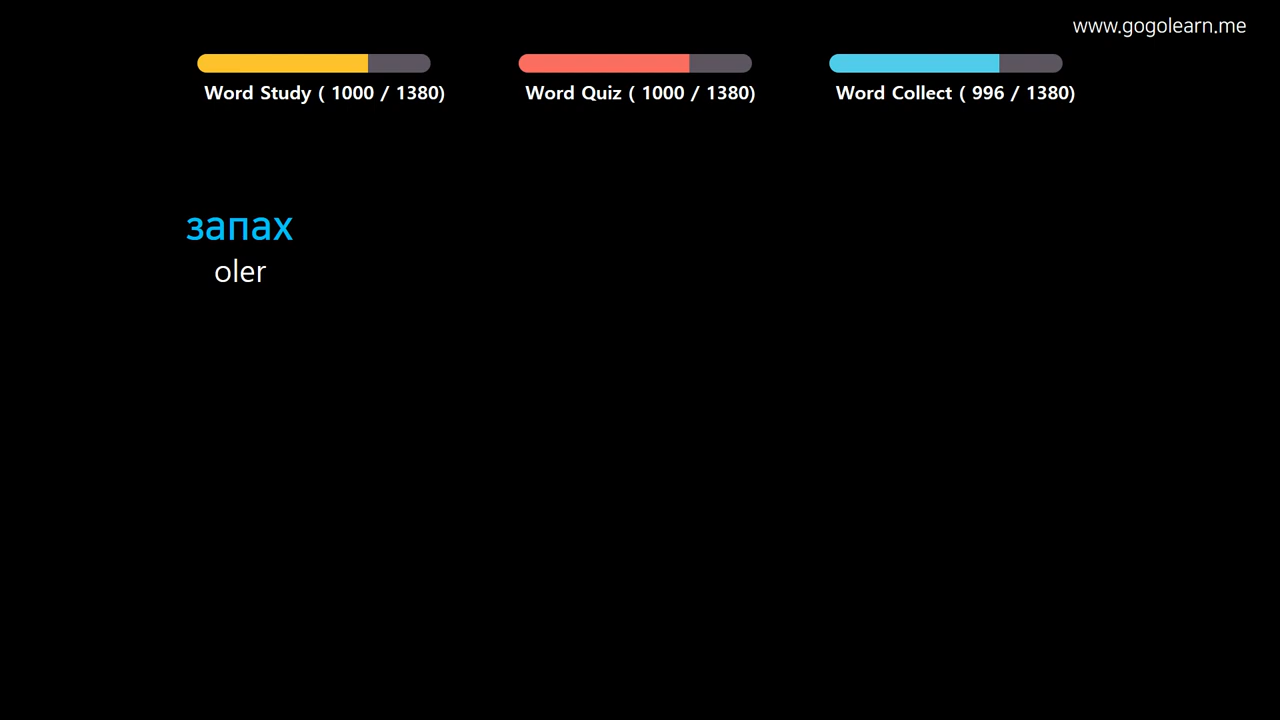 www.gogolearn.me
Word Study ( 1000 / 1380)
Word Quiz ( 1000 / 1380)
Word Collect ( 996 / 1380)
запах
oler